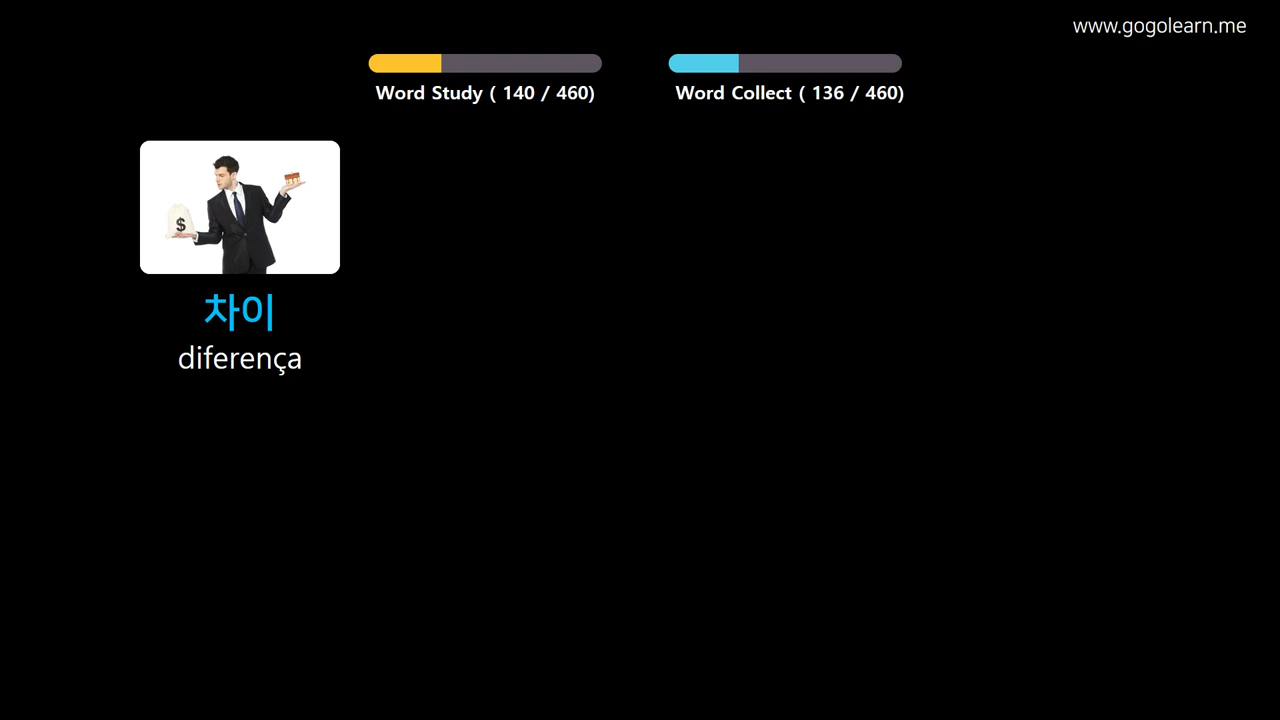 www.gogolearn.me
Word Study ( 140 / 460)
Word Collect ( 136 / 460)
$
차이
diferença